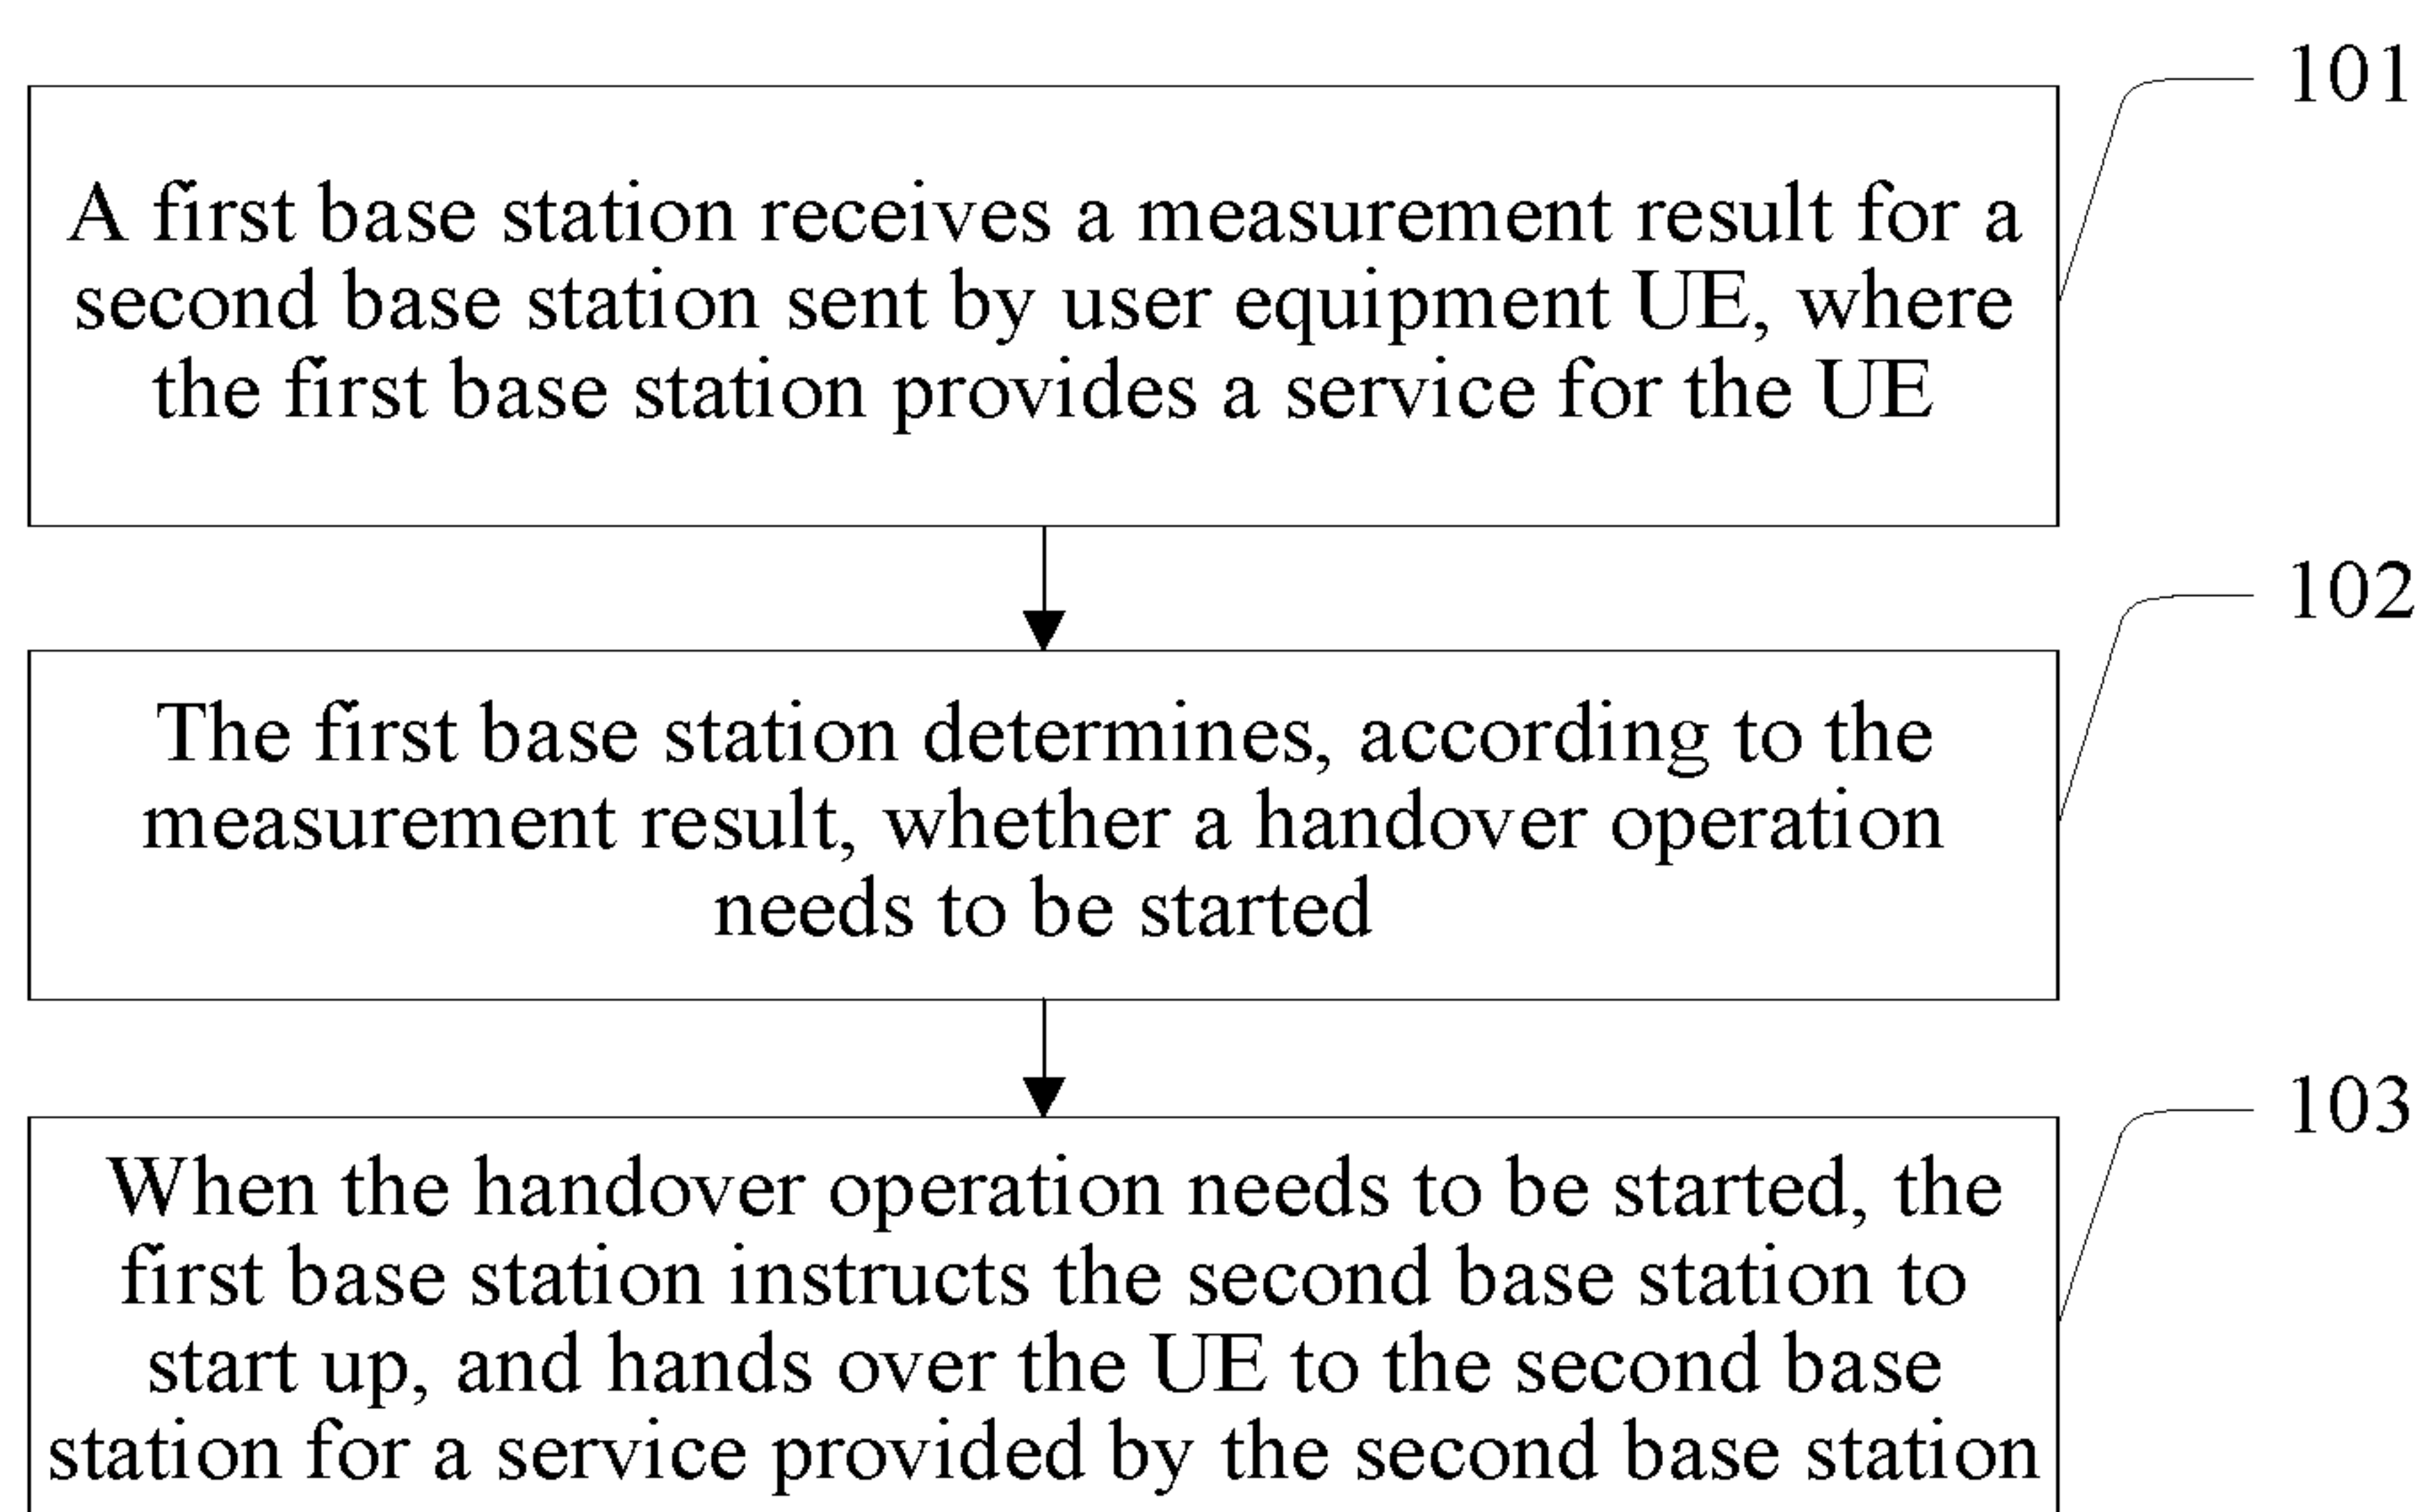 101
A first base station receives a measurement result for a
second base station sent by user equipment UE, where
the first base station provides a service for the UE
102
The first base station determines, according to the
measurement result, whether a handover operation
needs to be started
103
When the handover operation needs to be started, the
first base station instructs the second base station to
start up, and hands over the UE to the second base
station for a service provided by the second base station